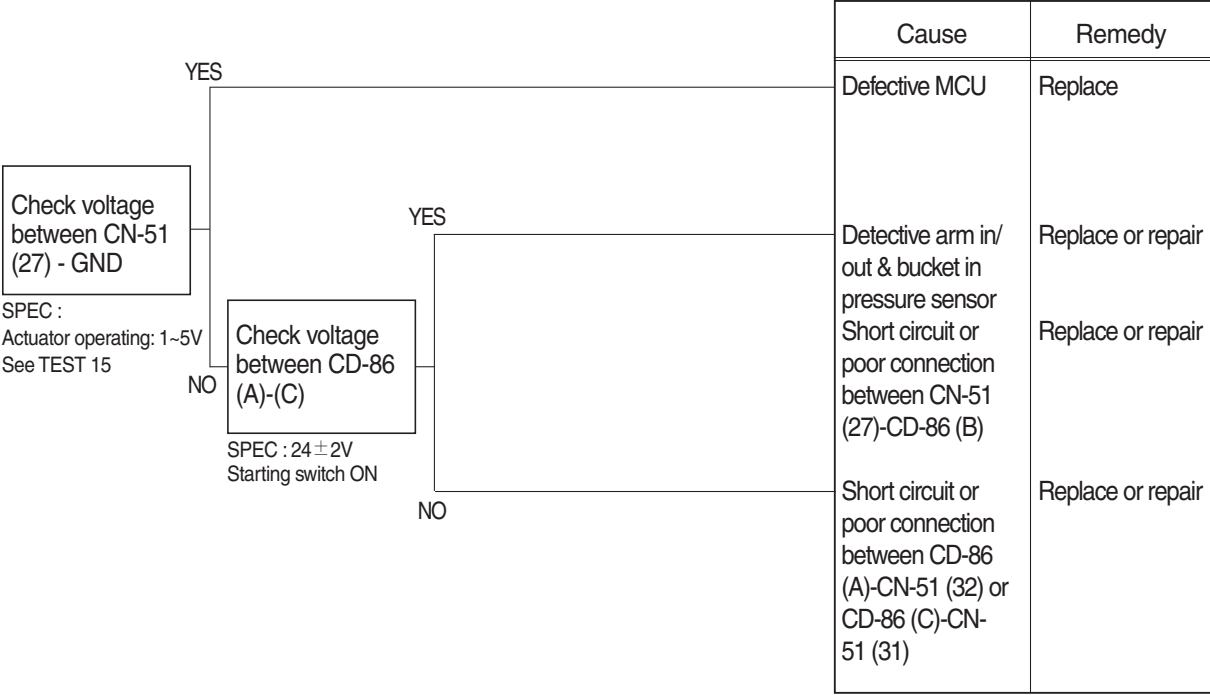 Cause Remedy
YES
Defective MCU Replace
Check voltage
between CN-51
(27) - GND
SPEC :
Actuator operating: 1~5V
See TEST 15
NO
Check voltage
between CD-86
(A)-(C)
SPEC : 24±2V
Starting switch ON
YES
Detective arm in/ Replace or repair
out & bucket in
pressure sensor
Short circuit or Replace or repair
poor connection
between CN-51
(27)-CD-86 (B)
NO
Short circuit or Replace or repair
poor connection
between CD-86
(A)-CN-51 (32) or
CD-86 (C)-CN-
51 (31)